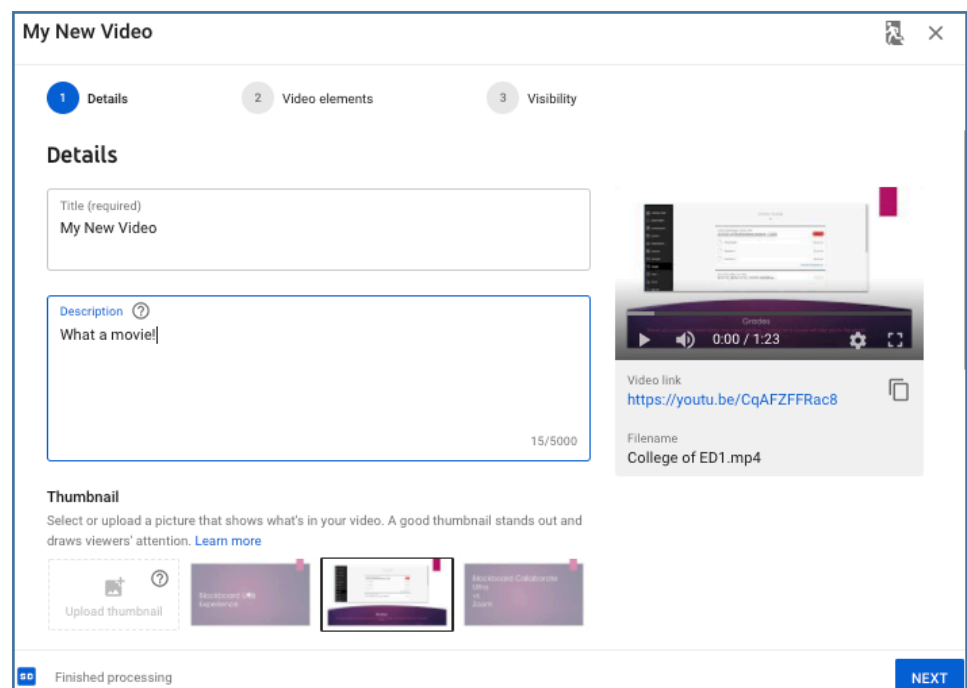 My New Video
1 Details
2 Video elements
3 Visibility
Details
Title (required)
My New Video
Description ?
What a movie!
15/5000
Grades
0:00 / 1:23
Video link
https://youtu.be/CqAFZFFRac8
Filename
College of ED1.mp4
Thumbnail
Select or upload a picture that shows what's in your video. A good thumbnail stands out and
draws viewers' attention. Learn more
?
Upload thumbnail
Blackboard
Experience
Blackboard Collaborate
Ultra
vs
Zoom
SD Finished processing
NEXT